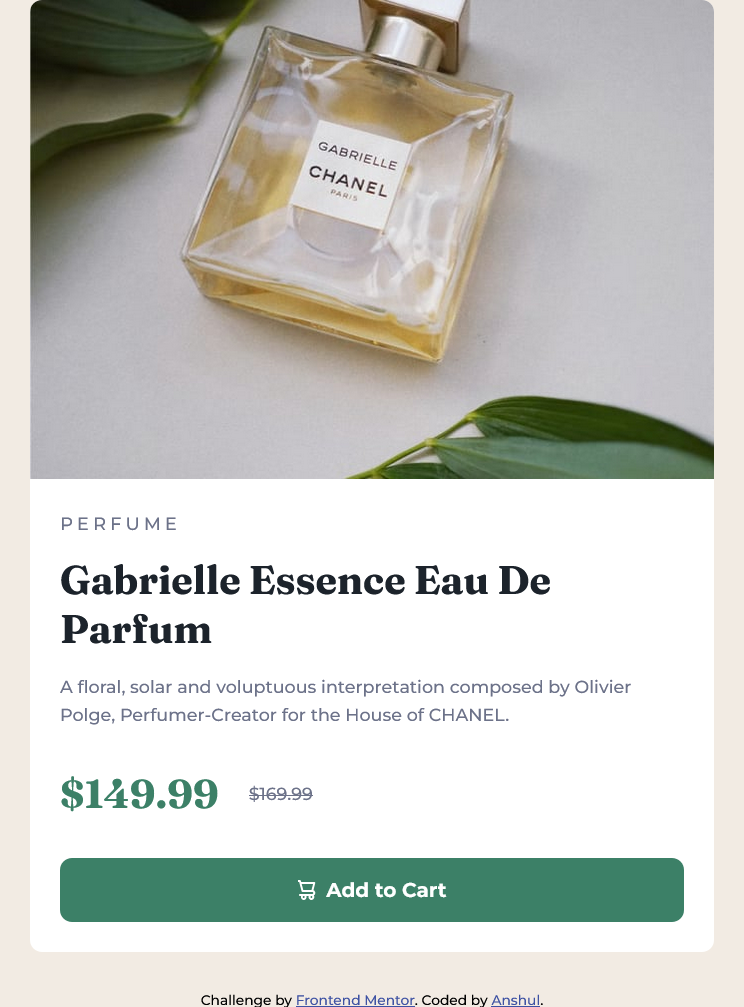 GABRIELLE
CHANEL
PARIS
PERFUME
Gabrielle Essence Eau De
Parfum
A floral, solar and voluptuous interpretation composed by Olivier
Polge, Perfumer-Creator for the House of CHANEL.
$149.99 $169.99
Add to Cart
Challenge by Frontend Mentor. Coded by Anshul.